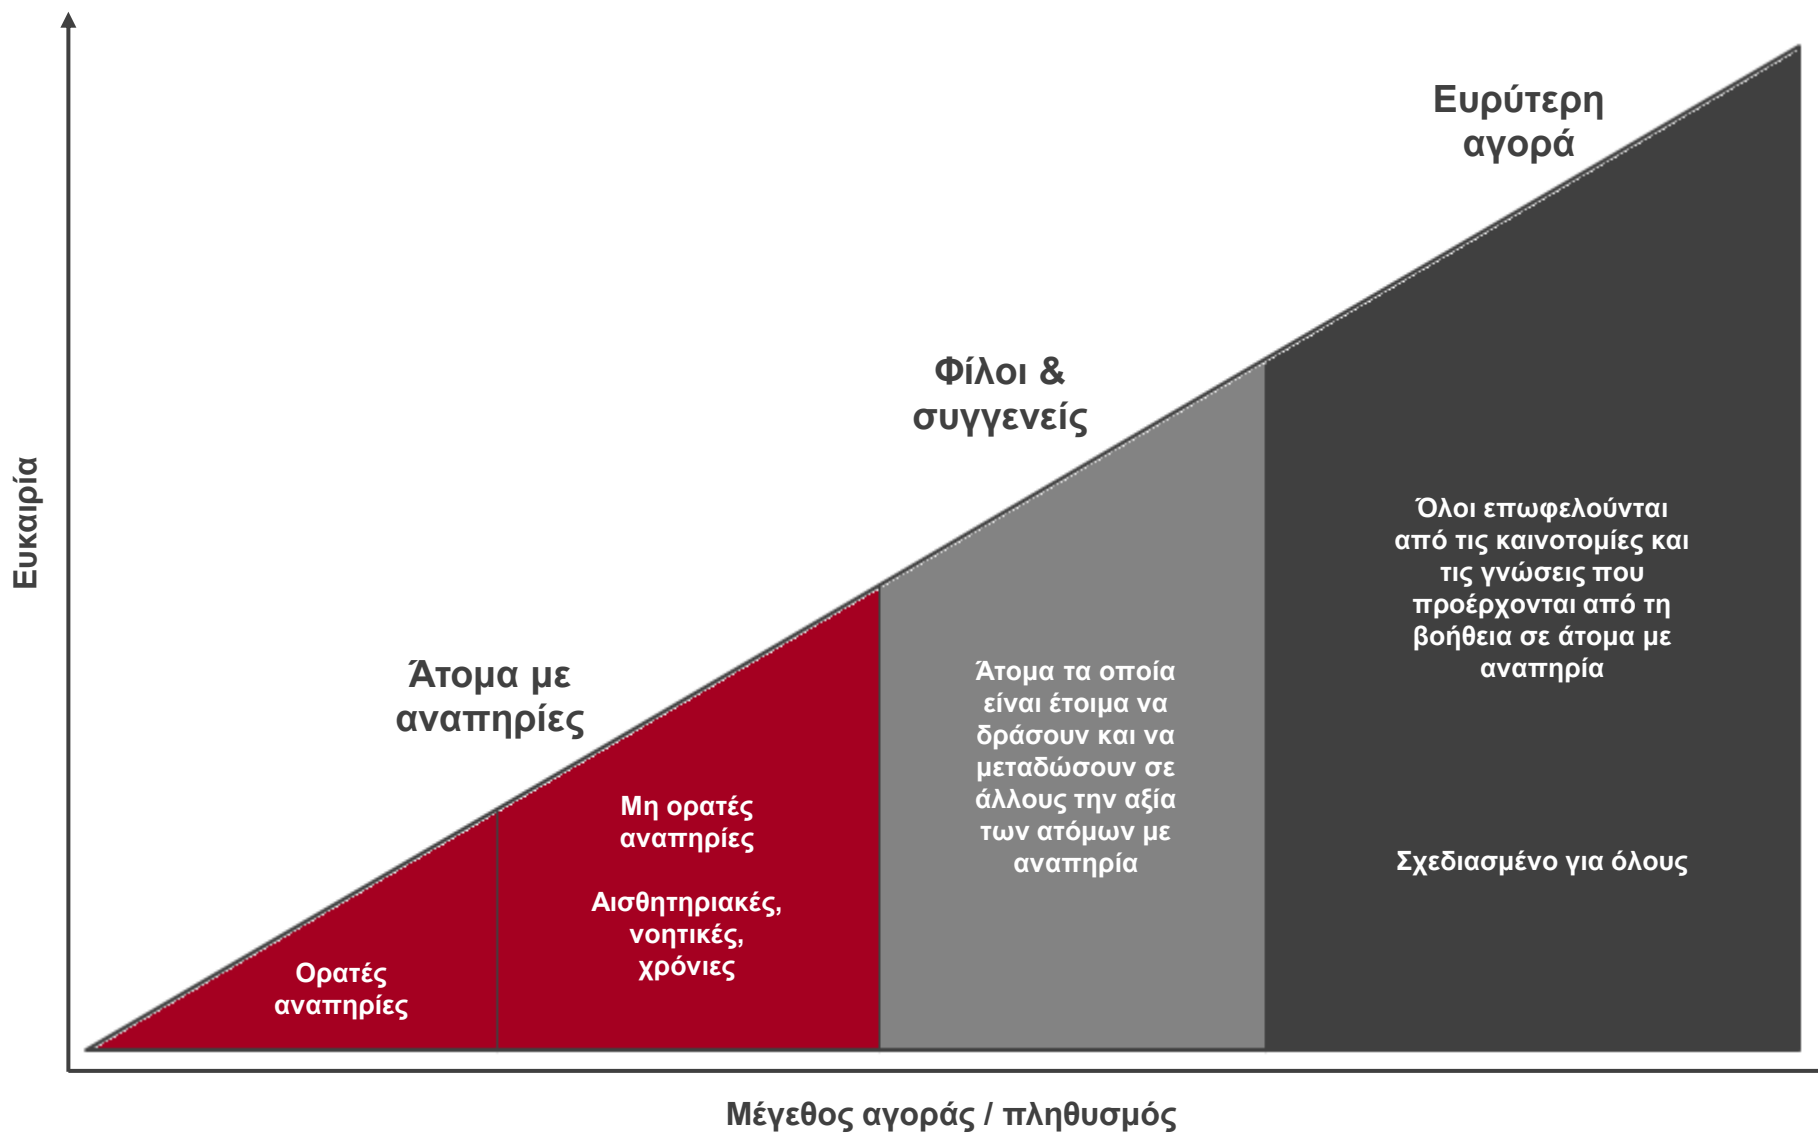 Ευρύτερη
αγορά
Φίλοι &
συγγενείς
Άτομα με
αναπηρίες
Ευκαιρία
Όλοι επωφελούνται
από τις καινοτομίες και
τις γνώσεις που
προέρχονται από τη
βοήθεια σε άτομα με
αναπηρία
Σχεδιασμένο για όλους
Άτομα τα οποία
είναι έτοιμα να
δράσουν και να
μεταδώσουν σε
άλλους την αξία
των ατόμων με
αναπηρία
Μη ορατές
αναπηρίες
Αισθητηριακές,
νοητικές,
χρόνιες
Ορατές
αναπηρίες
Μέγεθος αγοράς / πληθυσμός